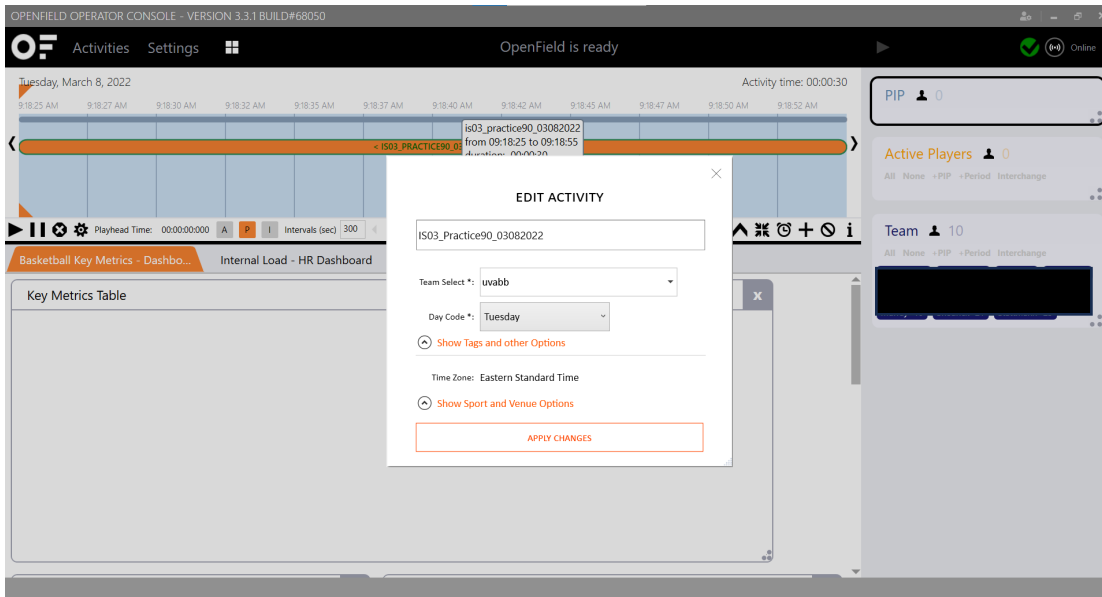 OPENFIELD OPERATOR CONSOLE - VERSION 3.3.1 BUILD#68050
OF Activities Settings OpenField is ready Online
Tuesday, March 8, 2022 Activity time: 00:00:30
9:18:25 AM 9:18:27 AM 9:18:30 AM 9:18:32 AM 9:18:35 AM 9:18:37 AM 9:18:40 AM 9:18:42 AM 9:18:45 AM 9:18:47 AM 9:18:50 AM 9:18:52 AM
is03_practice90_03082022
from 09:18:25 to 09:18:55
duration: 00:00:30
< IS03_PRACTICE90_03
Playhead Time: 00:00:00:000 A P I Intervals (sec) 300
Basketball Key Metrics - Dashbo... Internal Load - HR Dashboard
Key Metrics Table x
EDIT ACTIVITY
IS03_Practice90_03082022
Team Select *: uvabb
Day Code *: Tuesday
Show Tags and other Options
Time Zone: Eastern Standard Time
Show Sport and Venue Options
APPLY CHANGES
PIP 0
Active Players 0
All None +PIP +Period Interchange
Team 10
All None +PIP +Period Interchange